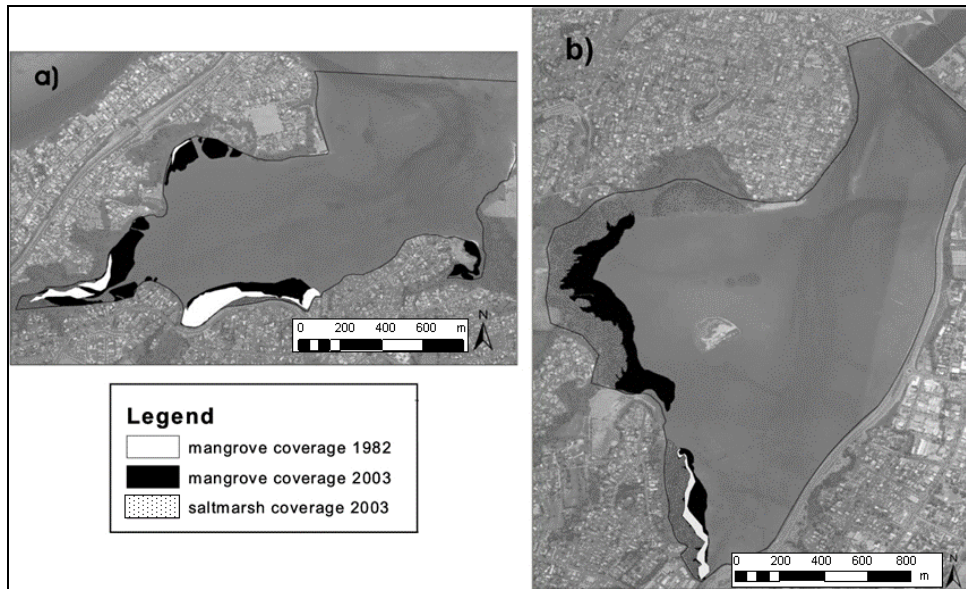 a)
0 200 400 600 m
N
Legend
mangrove coverage 1982
mangrove coverage 2003
saltmarsh coverage 2003
b)
0 200 400 600 800
m
N